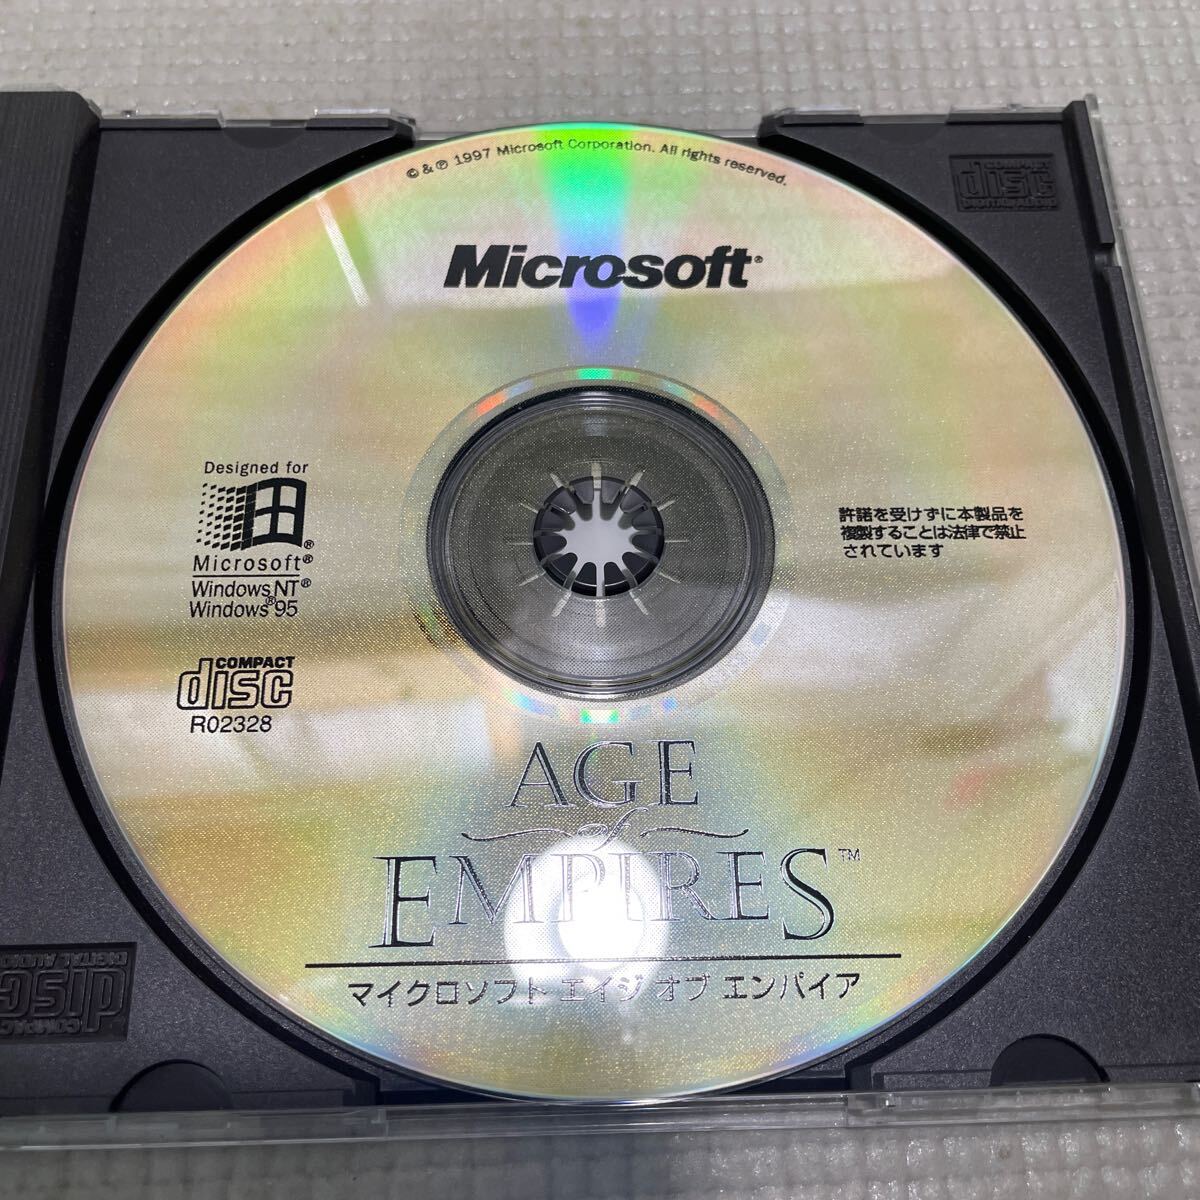 © & ℗ 1997 Microsoft Corporation. All rights reserved.
Microsoft®
COMPACT
disc
DIGITAL AUDIO
Designed for
®
Microsoft®
Windows NT®
Windows®95
許諾を受けずに本製品を
複製することは法律で禁止
されています
COMPACT
disc
R02328
AGE
of
EMPIRES™
マイクロソフト エイジ オブ エンパイア
COMPACT
disc
DIGITAL AUDIO